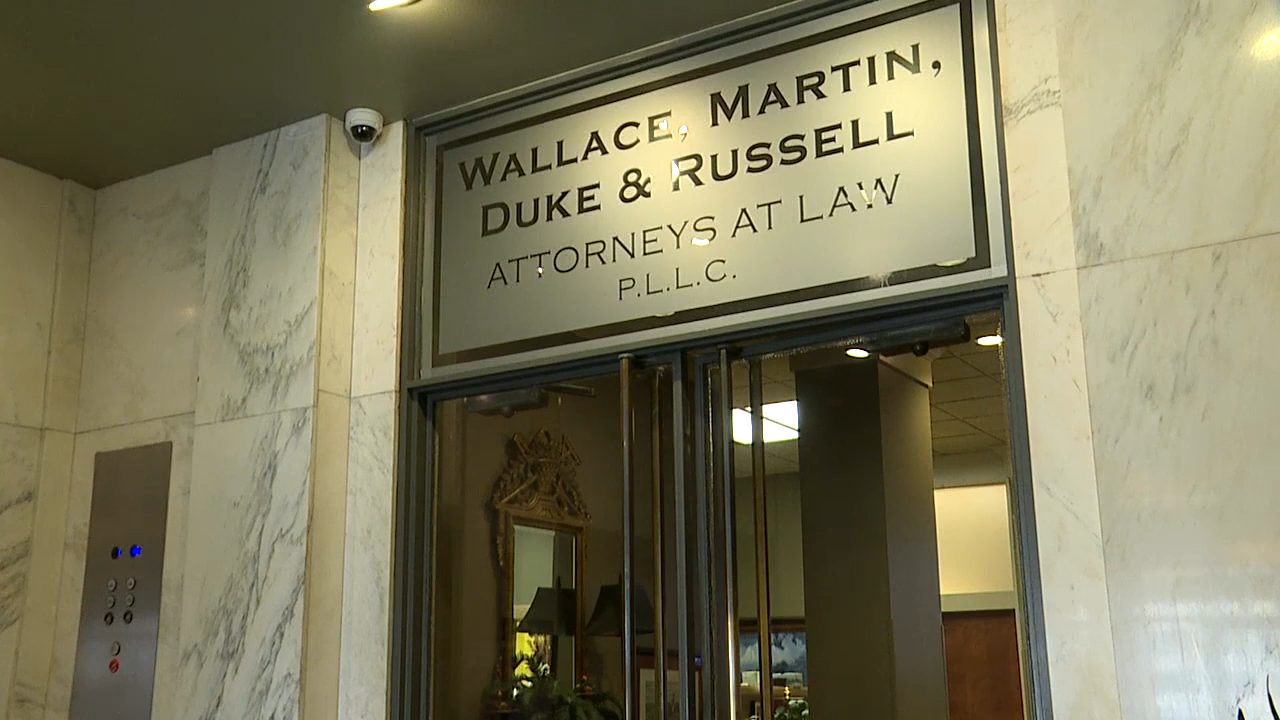 WALLACE, MARTIN,
DUKE & RUSSELL
ATTORNEYS AT LAW
P.L.L.C.